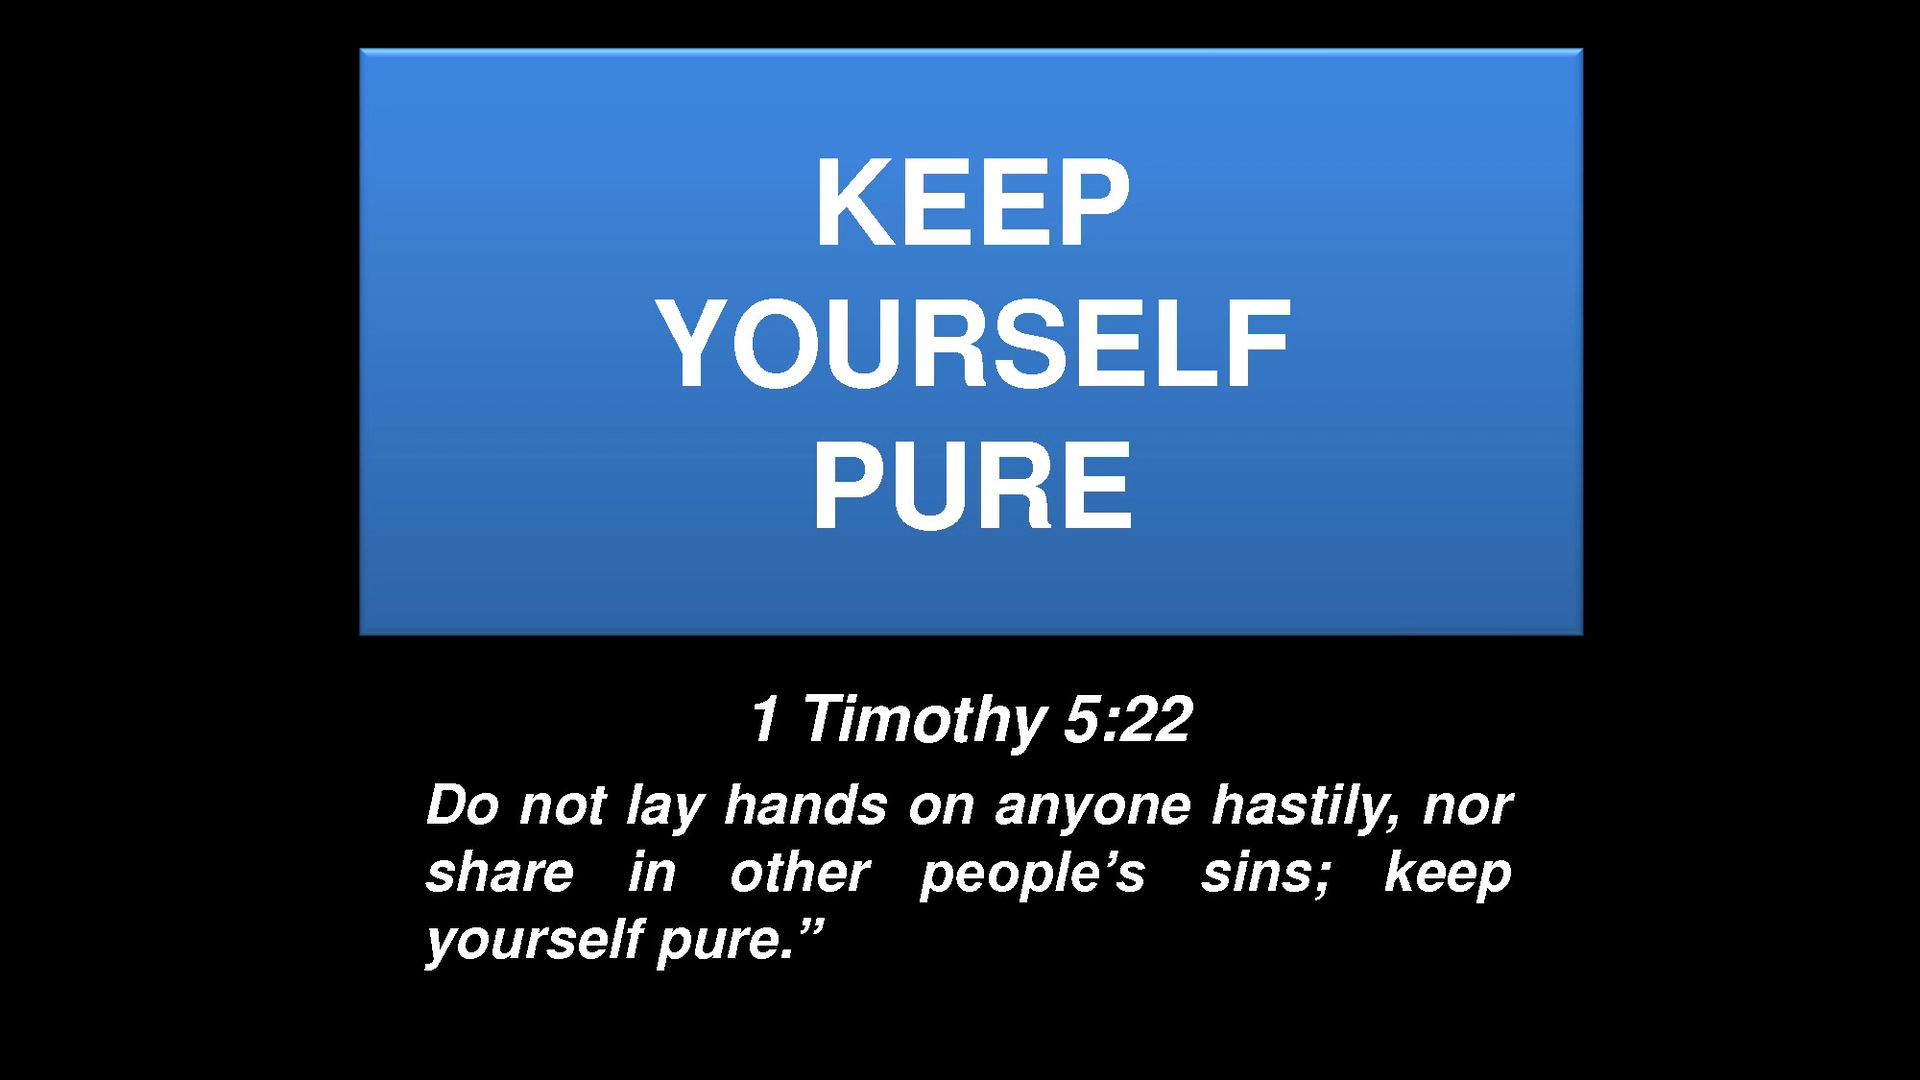 KEEP
YOURSELF
PURE
1 Timothy 5:22
Do not lay hands on anyone hastily, nor
share in other people’s sins; keep
yourself pure.”